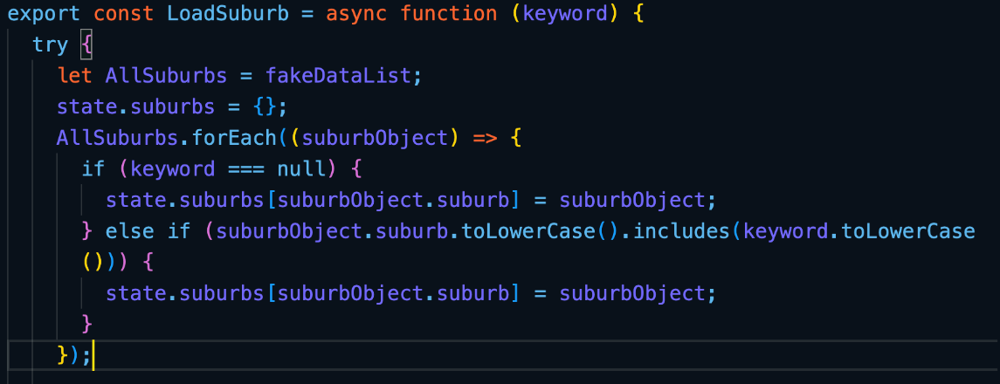 export const LoadSuburb = async function (keyword) {
  try {
    let AllSuburbs = fakeDataList;
    state.suburbs = {};
    AllSuburbs.forEach((suburbObject) => {
      if (keyword === null) {
        state.suburbs[suburbObject.suburb] = suburbObject;
      } else if (suburbObject.suburb.toLowerCase().includes(keyword.toLowerCase
      ())) {
        state.suburbs[suburbObject.suburb] = suburbObject;
      }
    });